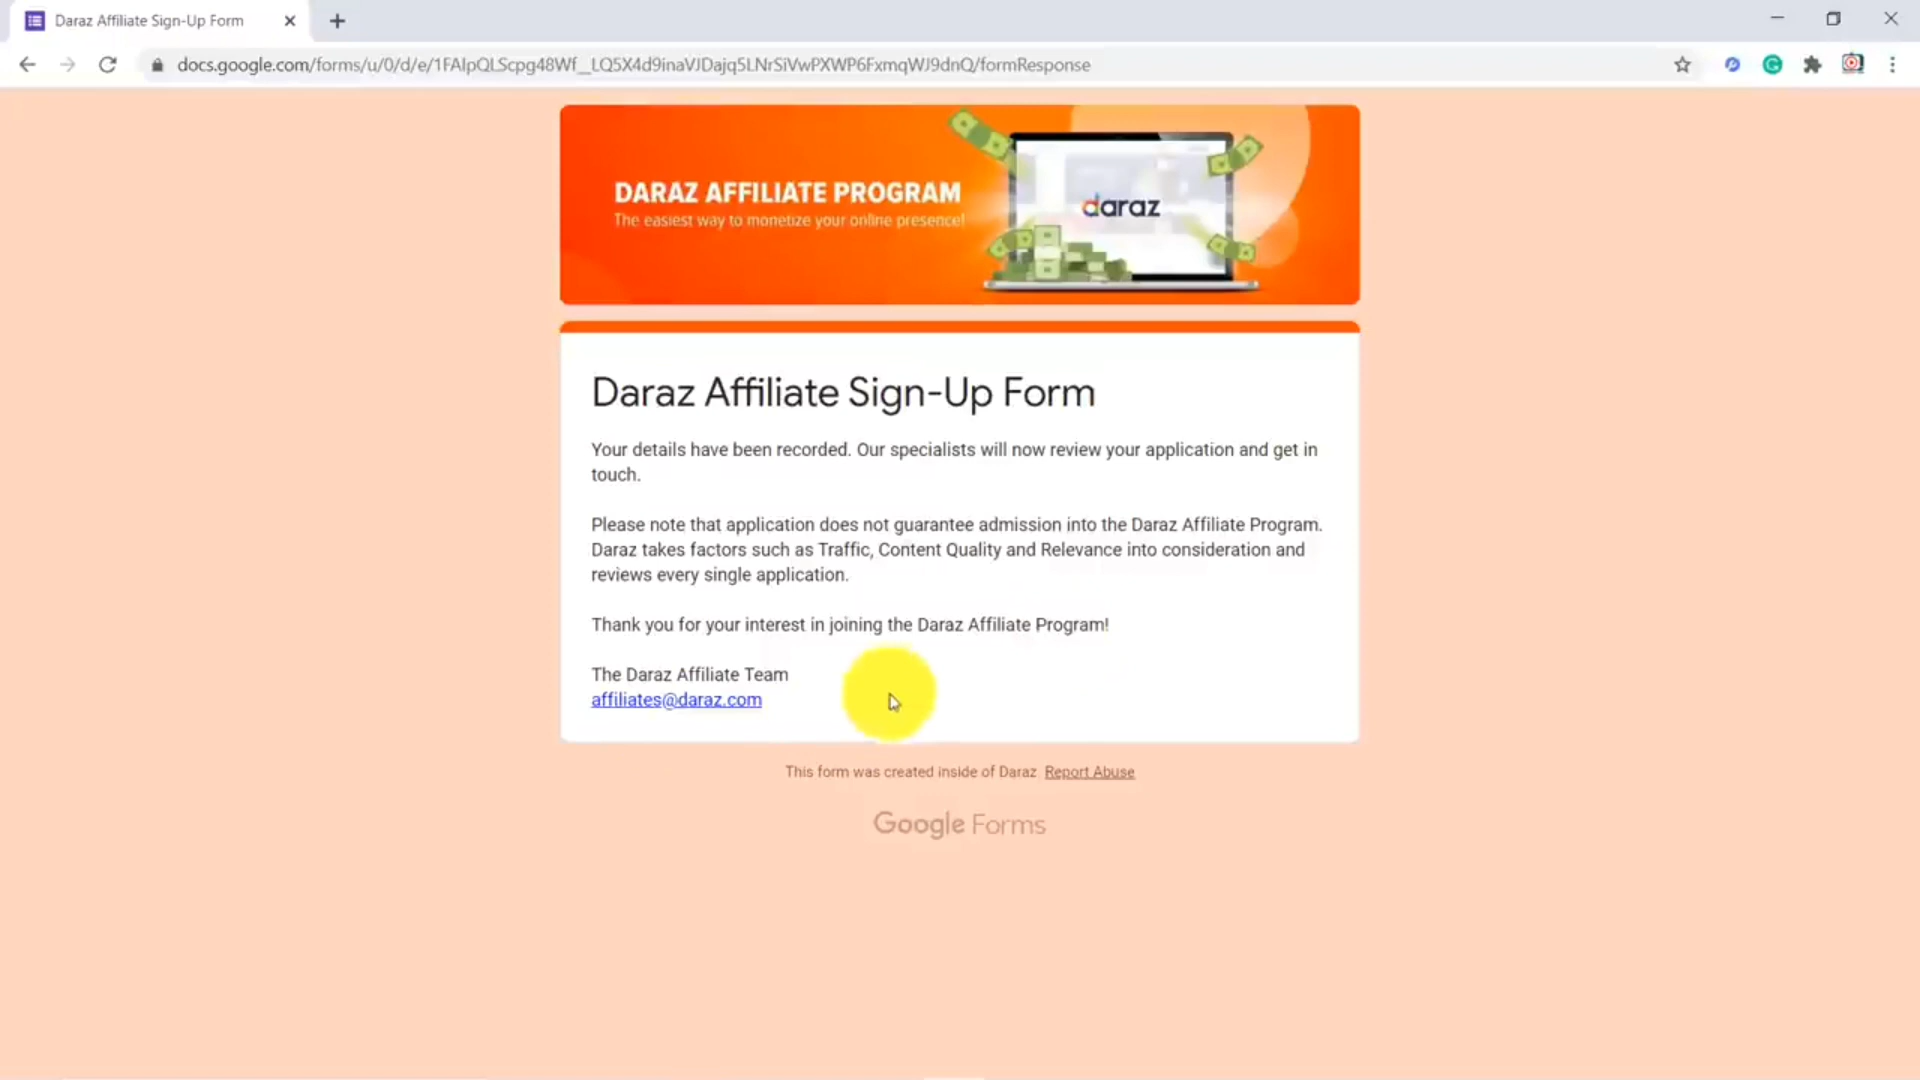 Daraz Affiliate Sign-Up Form
docs.google.com/forms/u/0/d/e/1FAIpQLScpg48Wf__LQ5X4d9inaVJDajq5LNrSiVwPXWP6FxmqWJ9dnQ/formResponse
DARAZ AFFILIATE PROGRAM
The easiest way to monetize your online presence!
daraz
Daraz Affiliate Sign-Up Form
Your details have been recorded. Our specialists will now review your application and get in
touch.
Please note that application does not guarantee admission into the Daraz Affiliate Program.
Daraz takes factors such as Traffic, Content Quality and Relevance into consideration and
reviews every single application.
Thank you for your interest in joining the Daraz Affiliate Program!
The Daraz Affiliate Team
affiliates@daraz.com
This form was created inside of Daraz Report Abuse
Google Forms